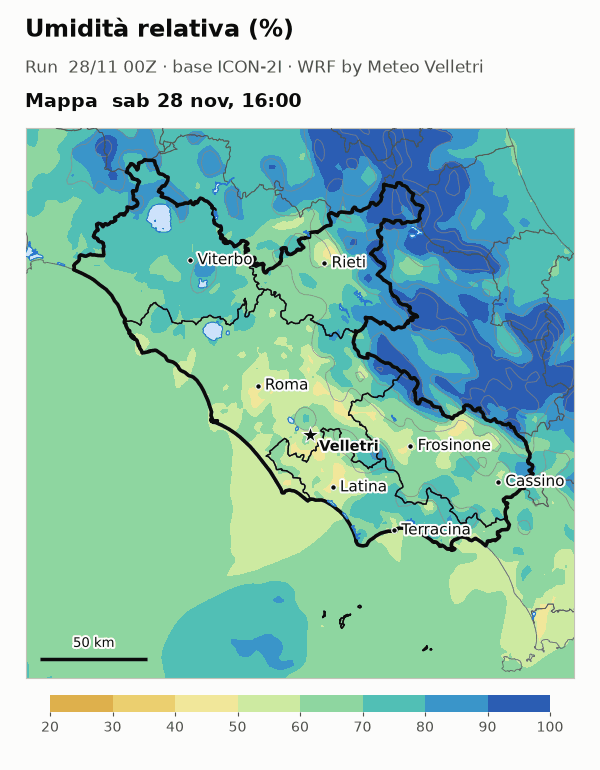 Umidità relativa (%)
Run  28/11 00Z · base ICON-2I · WRF by Meteo Velletri
Mappa  sab 28 nov, 16:00
Viterbo
Rieti
Roma
Velletri
Frosinone
Cassino
Latina
Terracina
50 km
20 30 40 50 60 70 80 90 100